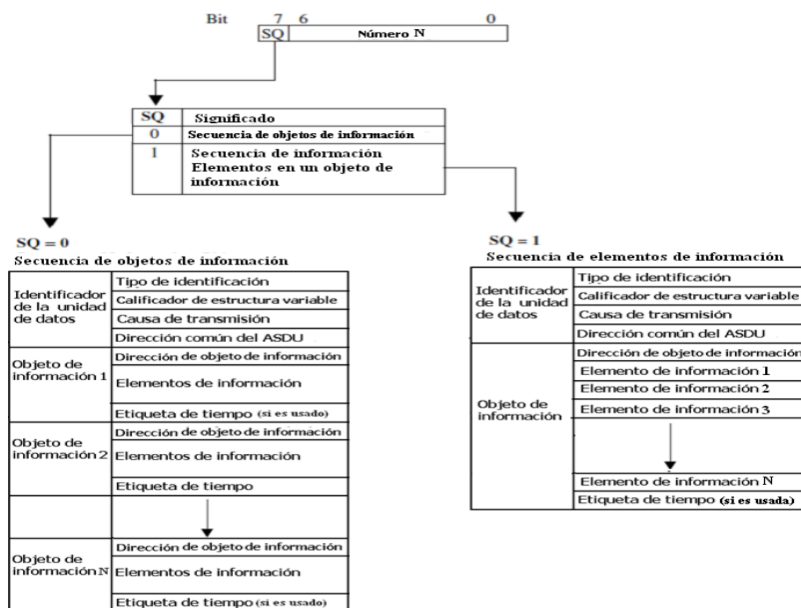 Bit 7 6 0
SQ Número N
SQ Significado
0 Secuencia de objetos de información
1 Secuencia de información
Elementos en un objeto de
información
SQ = 0
Secuencia de objetos de información
Identificador
de la unidad
de datos
Tipo de identificación
Calificador de estructura variable
Causa de transmisión
Dirección común del ASDU
Objeto de
información 1
Dirección de objeto de información
Elementos de información
Etiqueta de tiempo (si es usado)
Objeto de
información 2
Dirección de objeto de información
Elementos de información
Etiqueta de tiempo
Objeto de
información N
Dirección de objeto de información
Elementos de información
Etiqueta de tiempo (si es usado)
SQ = 1
Secuencia de elementos de información
Identificador
de la unidad
de datos
Tipo de identificación
Calificador de estructura variable
Causa de transmisión
Dirección común del ASDU
Objeto de
información
Dirección de objeto de información
Elemento de información 1
Elemento de información 2
Elemento de información 3
Elemento de información N
Etiqueta de tiempo (si es usada)